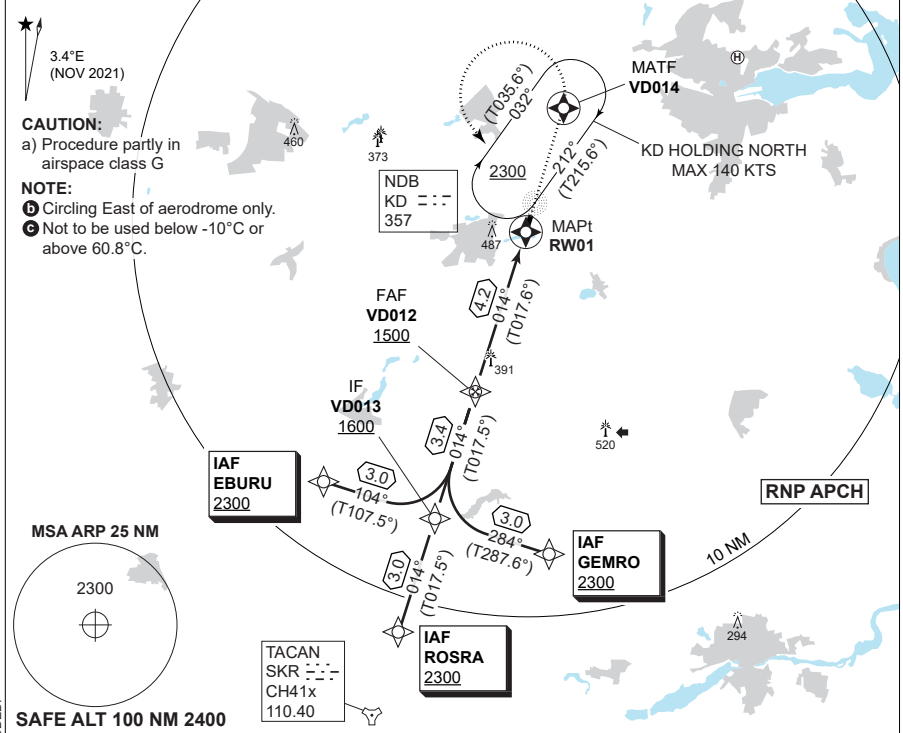 3.4°E
(NOV 2021)
CAUTION:
a) Procedure partly in
airspace class G
NOTE:
b Circling East of aerodrome only.
c Not to be used below -10°C or
above 60.8°C.
460
373
(T035.6°)
032°
MATF
VD014
H
KD HOLDING NORTH
MAX 140 KTS
212°
(T215.6°)
2300
NDB
KD
357
487
MAPt
RW01
4.2
014°
(T017.6°)
FAF
VD012
1500
391
IF
VD013
1600
3.4
014°
(T017.5°)
520
IAF
EBURU
2300
3.0
104°
(T107.5°)
RNP APCH
3.0
284°
(T287.6°)
IAF
GEMRO
2300
10 NM
MSA ARP 25 NM
2300
3.0
014°
(T017.5°)
IAF
ROSRA
2300
294
TACAN
SKR
CH41x
110.40
SAFE ALT 100 NM 2400